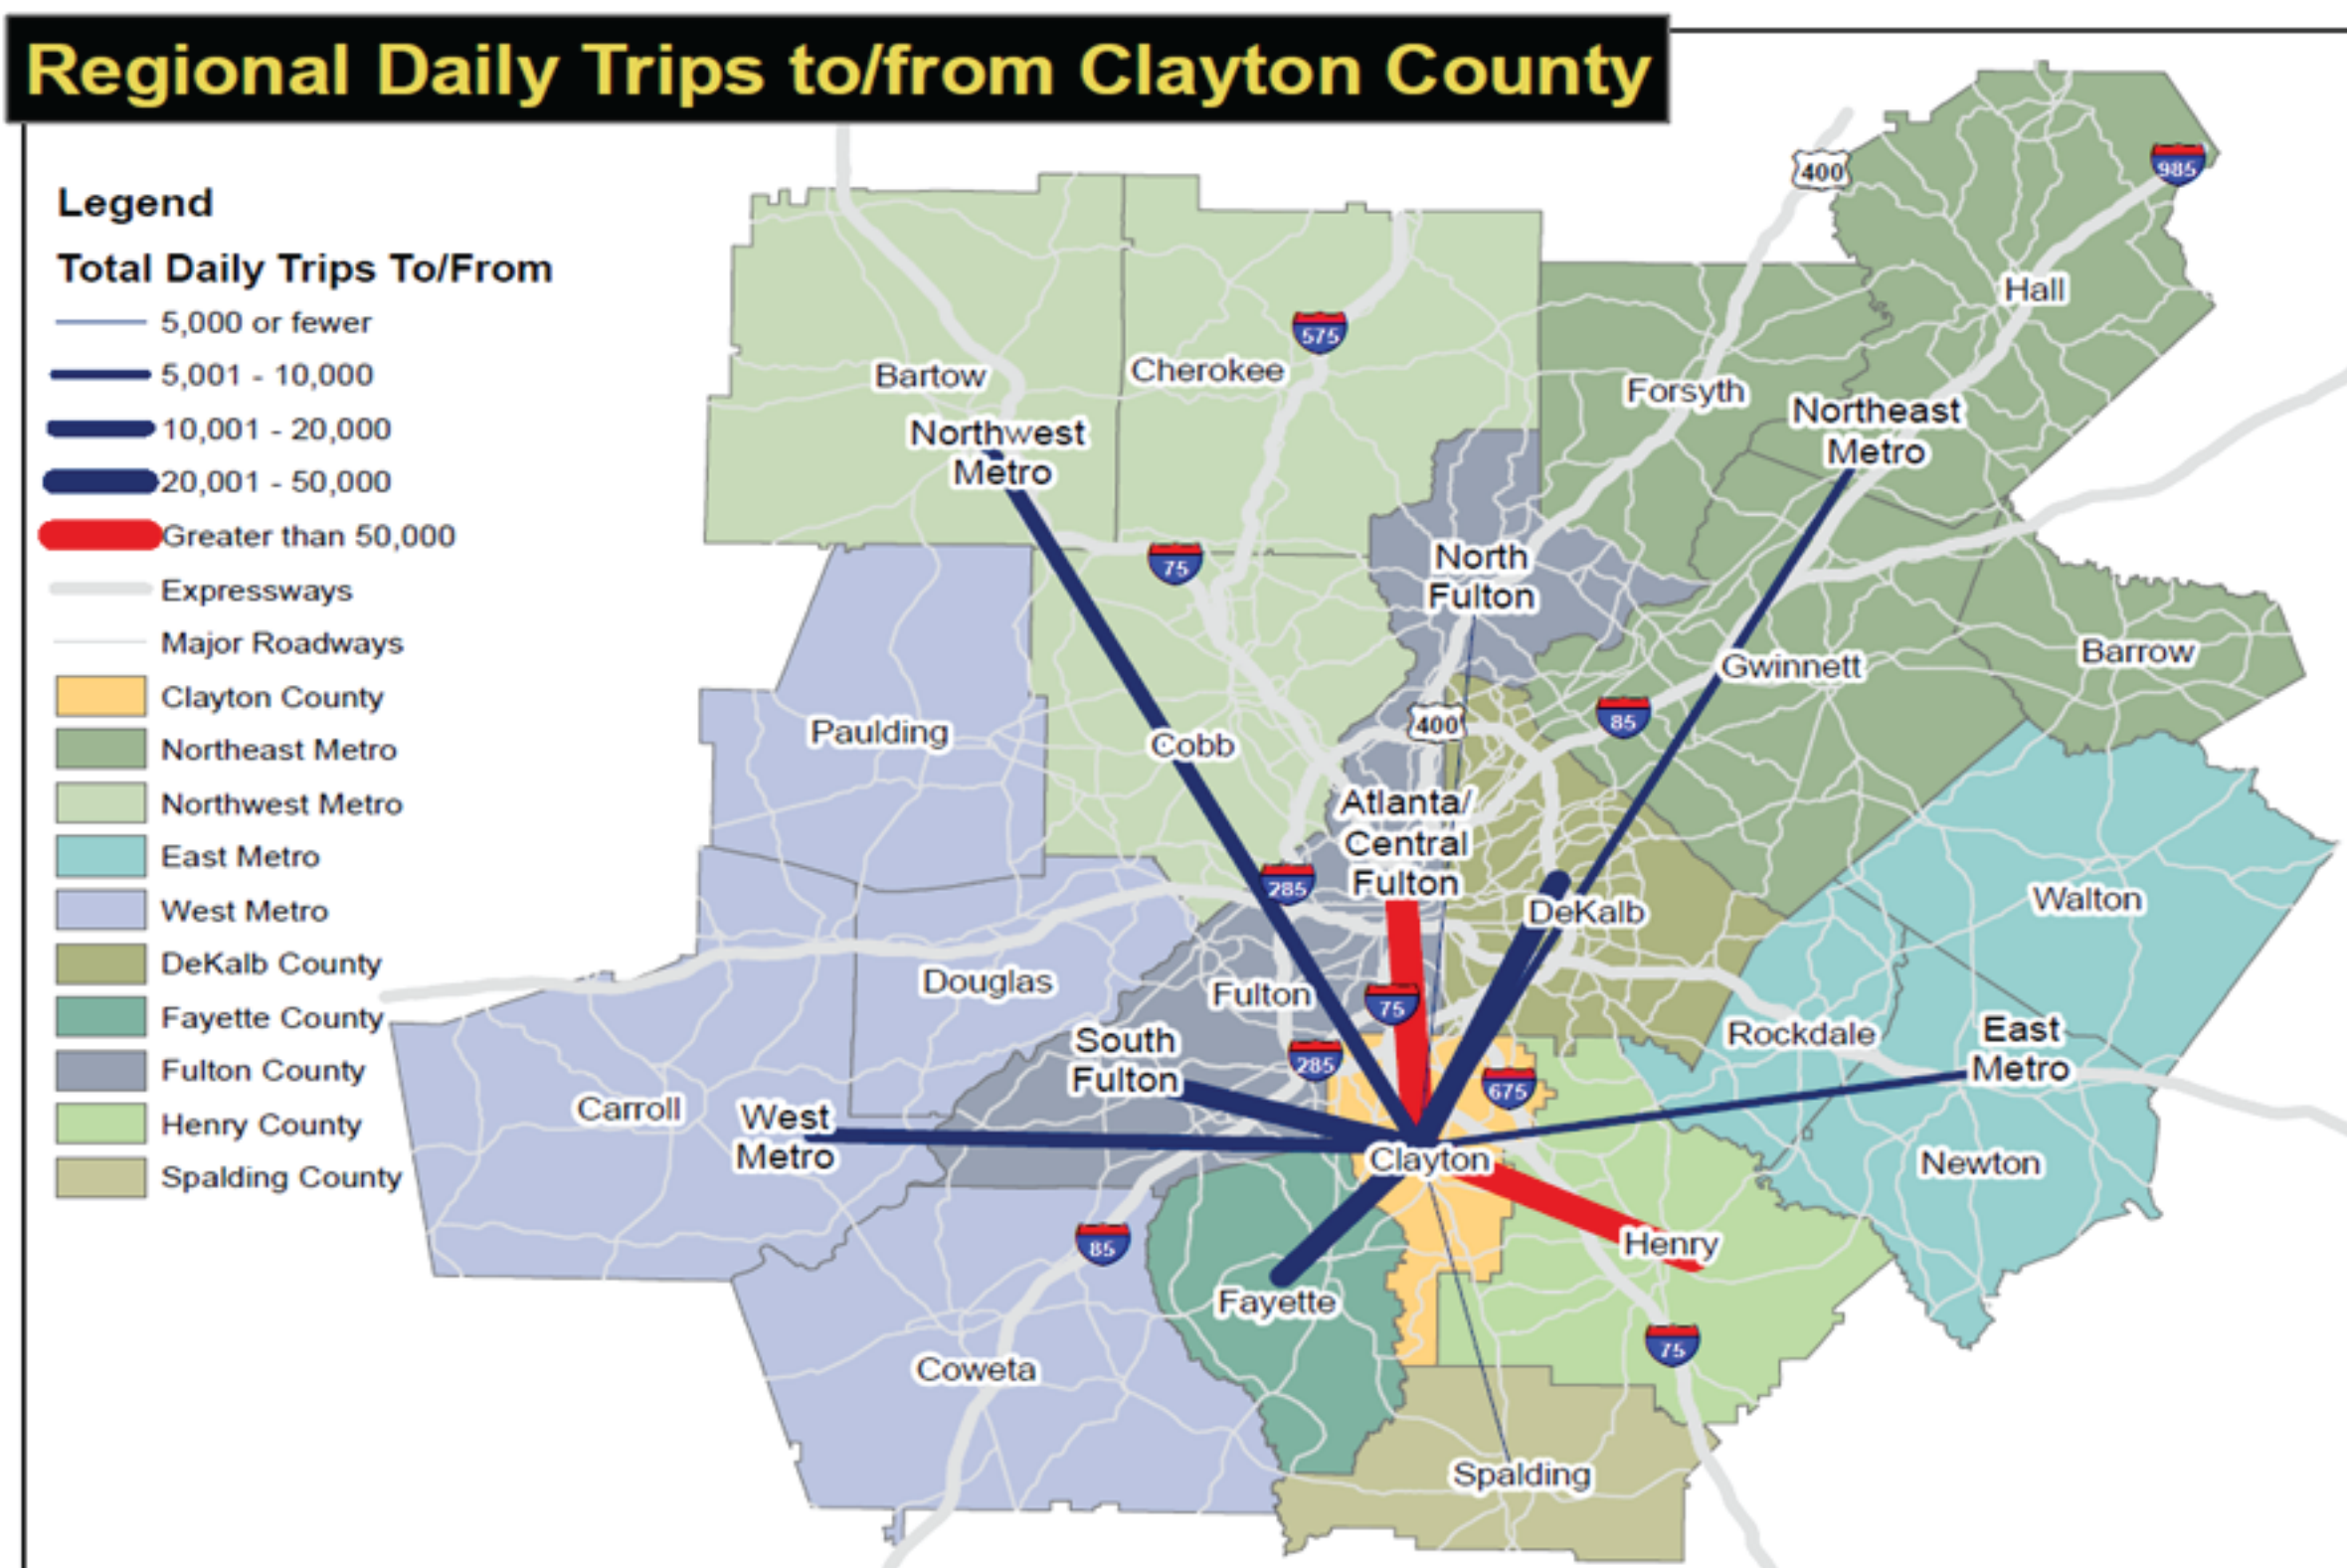 Regional Daily Trips to/from Clayton County
Legend
Total Daily Trips To/From
5,000 or fewer
5,001 - 10,000
10,001 - 20,000
20,001 - 50,000
Greater than 50,000
Expressways
Major Roadways
Clayton County
Northeast Metro
Northwest Metro
East Metro
West Metro
DeKalb County
Fayette County
Fulton County
Henry County
Spalding County
400
985
Hall
575
Bartow
Cherokee
Forsyth
Northwest
Metro
Northeast
Metro
75
North
Fulton
Gwinnett
Barrow
Paulding
Cobb
400
85
Atlanta/
Central
Fulton
285
DeKalb
Walton
Douglas
Fulton
75
Rockdale
East
Metro
South
Fulton
285
675
Carroll
West
Metro
Clayton
Newton
85
Henry
Fayette
75
Coweta
Spalding